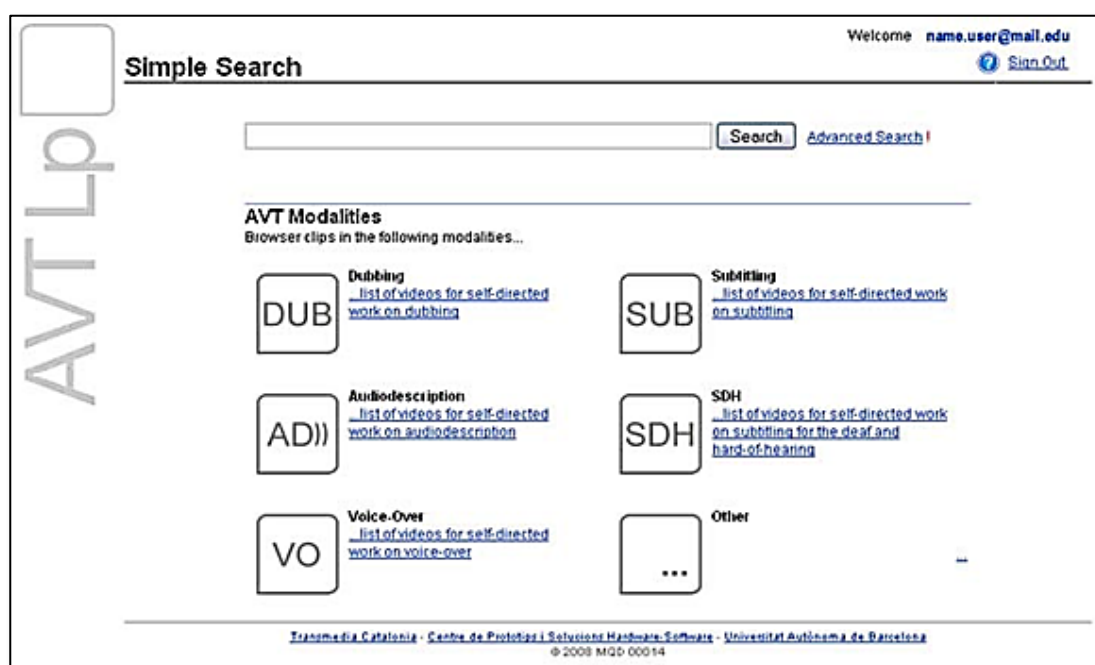 Welcome name.user@mail.edu
Simple Search
Sign Out
AVT Lp
Search
Advanced Search!
AVT Modalities
Browser clips in the following modalities...
DUB
Dubbing
...list of videos for self-directed
work on dubbing
SUB
Subtitling
...list of videos for self-directed work
on subtitling
AD))
Audiodescription
...list of videos for self-directed
work on audiodescription
SDH
SDH
...list of videos for self-directed work
on subtitling for the deaf and
hard-of-hearing
VO
Voice-Over
...list of videos for self-directed
work on voice-over
...
Other
...
Transmedia Catalonia - Centre de Prototips i Solucions Hardware-Software - Universitat Autònoma de Barcelona
© 2008 MQD 00014